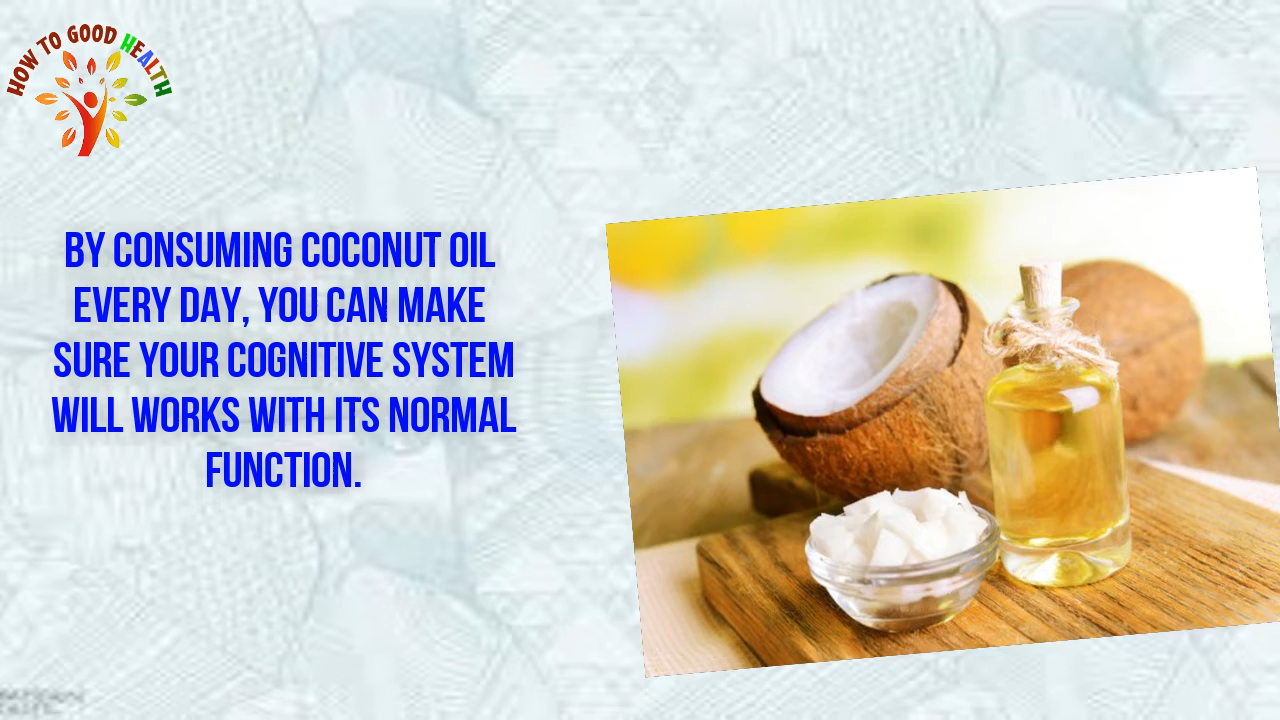 HOW TO GOOD HEALTH
BY CONSUMING COCONUT OIL
EVERY DAY, YOU CAN MAKE
SURE YOUR COGNITIVE SYSTEM
WILL WORKS WITH ITS NORMAL
FUNCTION.